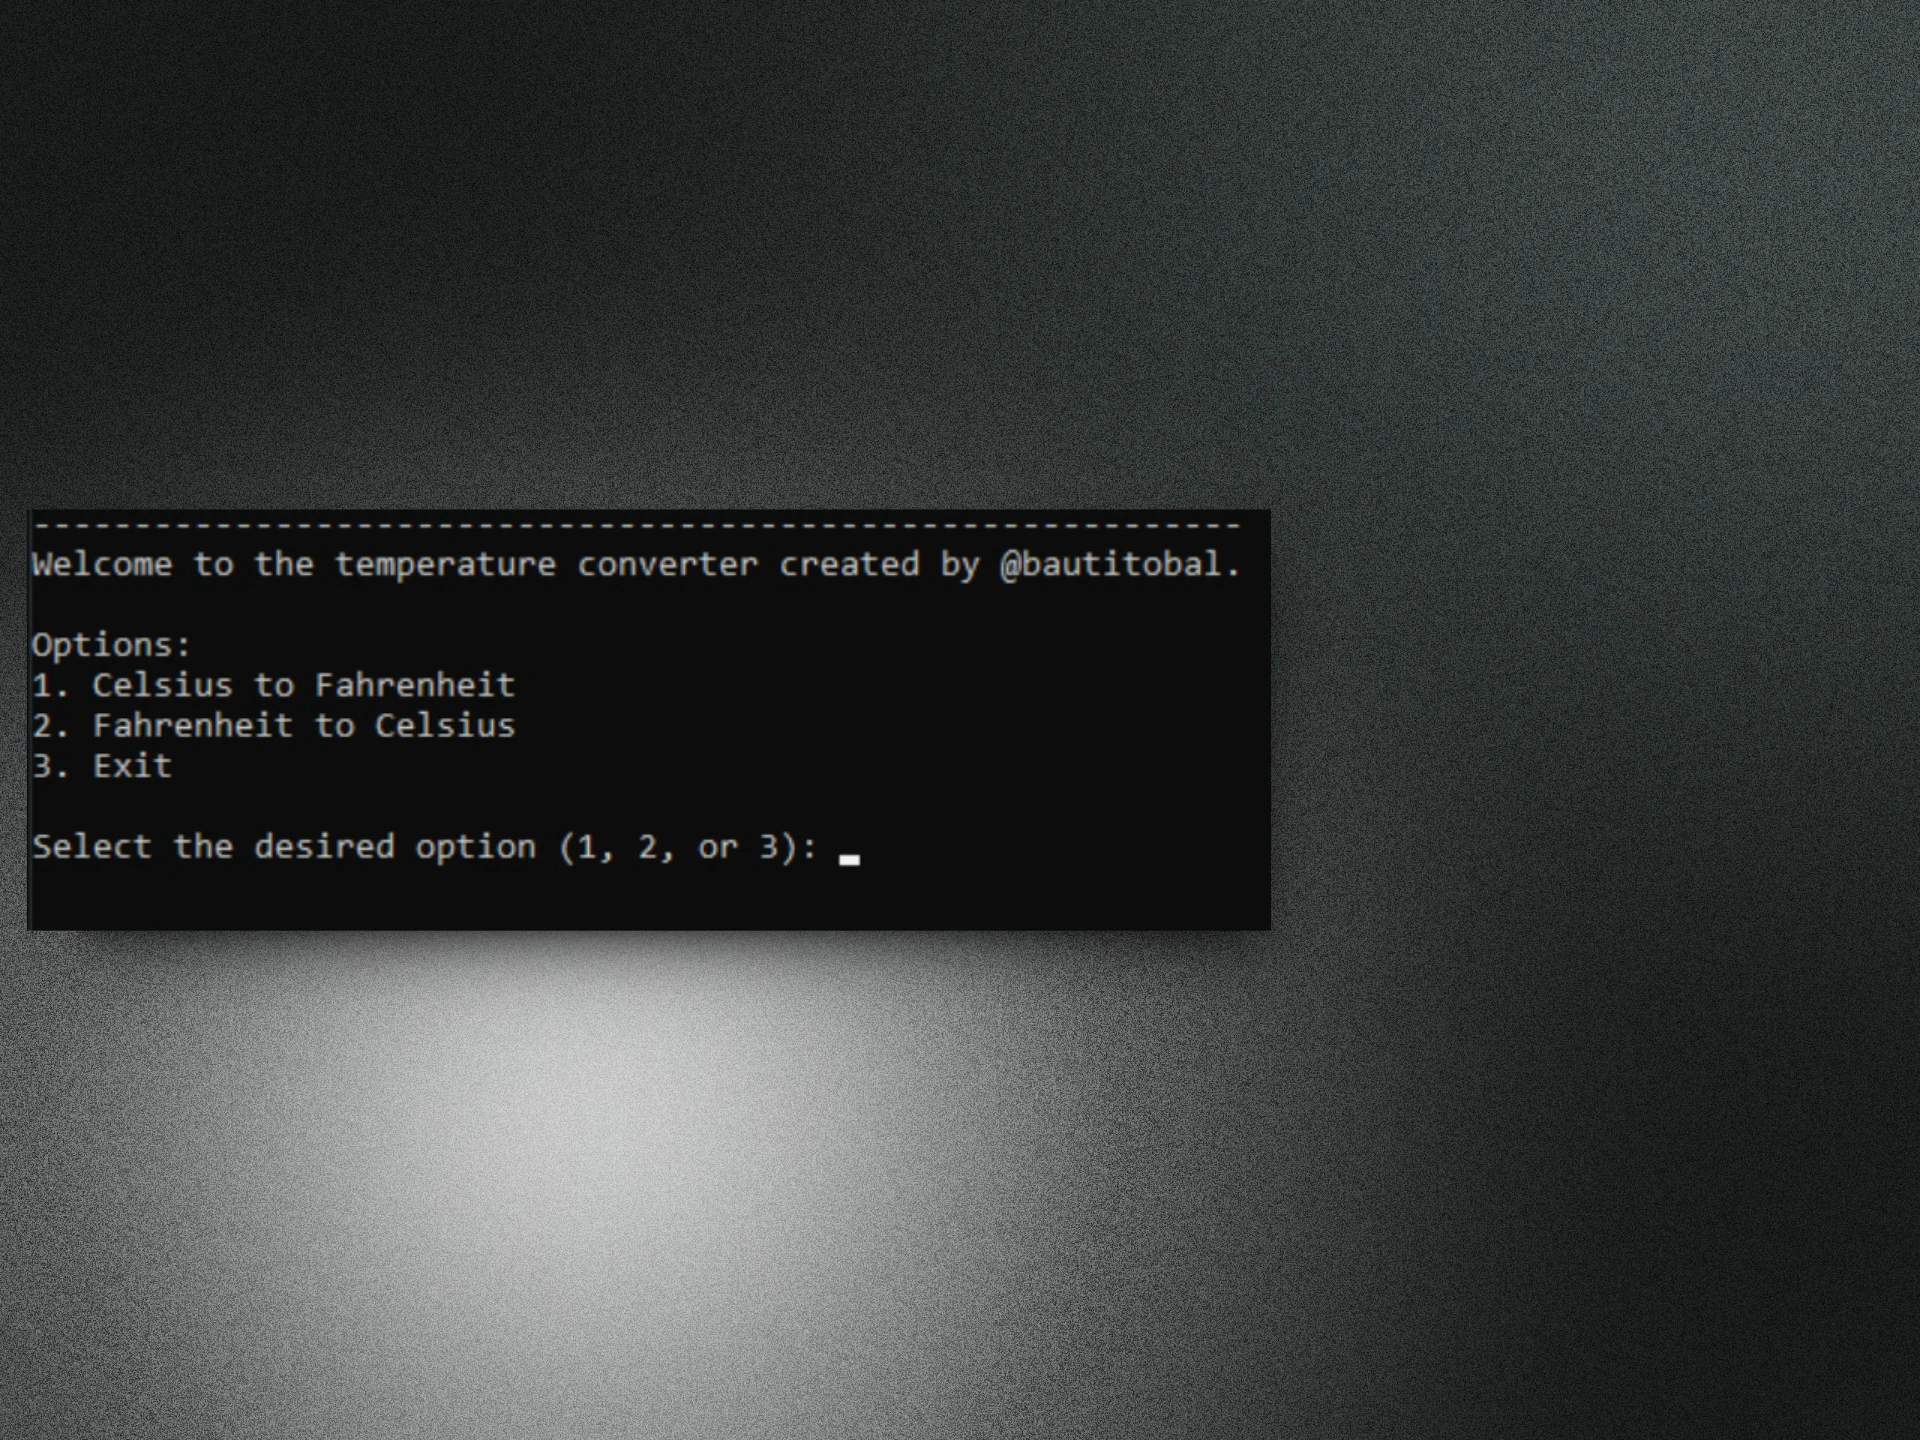 ------------------------------------------------------------
Welcome to the temperature converter created by @bautitobal.
Options:
1. Celsius to Fahrenheit
2. Fahrenheit to Celsius
3. Exit
Select the desired option (1, 2, or 3):